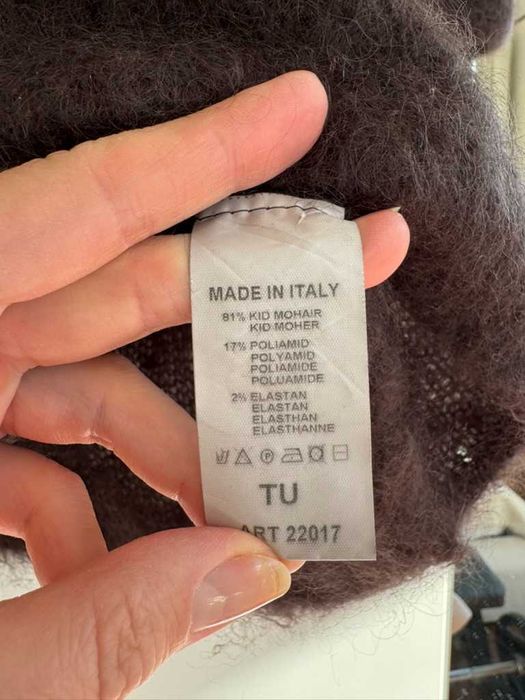 MADE IN ITALY
81% KID MOHAIR
KID MOHER
17% POLIAMID
POLYAMID
POLIAMIDE
POLUAMIDE
2% ELASTAN
ELASTAN
ELASTHAN
ELASTHANNE
TU
ART 22017